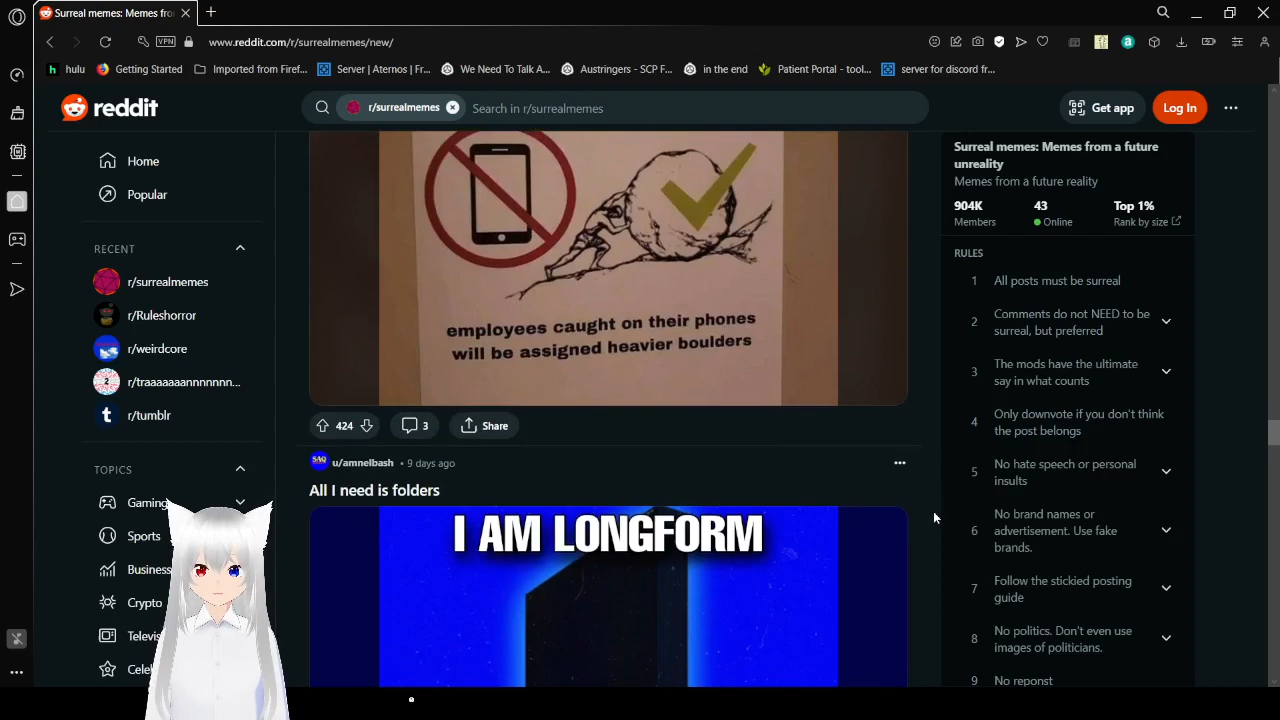 Surreal memes: Memes fro
www.reddit.com/r/surrealmemes/new/
VPN
hulu
Getting Started
Imported from Firef...
Server | Aternos | Fr...
We Need To Talk A...
Austringers - SCP F...
in the end
Patient Portal - tool...
server for discord fr...
reddit
r/surrealmemes
Search in r/surrealmemes
Get app
Log In
Home
Popular
RECENT
r/surrealmemes
r/Ruleshorror
r/weirdcore
r/traaaaaaannnnnnn...
r/tumblr
TOPICS
Gaming
Sports
Business
Crypto
Televis
Celeb
employees caught on their phones
will be assigned heavier boulders
424
3
Share
SAQ
u/amnelbash • 9 days ago
All I need is folders
I AM LONGFORM
Surreal memes: Memes from a future
unreality
Memes from a future reality
904K
43
Top 1%
Members
Online
Rank by size
RULES
1 All posts must be surreal
2 Comments do not NEED to be
surreal, but preferred
3 The mods have the ultimate
say in what counts
4 Only downvote if you don't think
the post belongs
5 No hate speech or personal
insults
6 No brand names or
advertisement. Use fake
brands.
7 Follow the stickied posting
guide
8 No politics. Don't even use
images of politicians.
9 No reponst